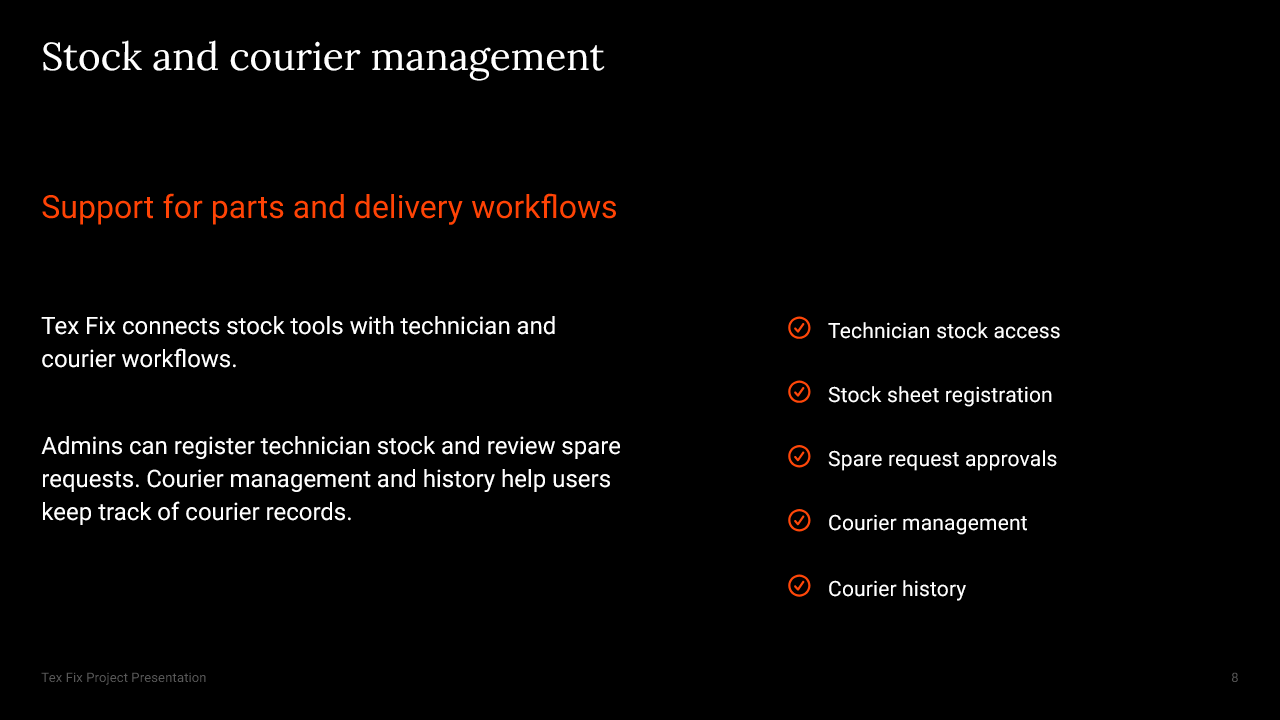 Stock and courier management
Support for parts and delivery workflows
Tex Fix connects stock tools with technician and
courier workflows.
Admins can register technician stock and review spare
requests. Courier management and history help users
keep track of courier records.
Technician stock access
Stock sheet registration
Spare request approvals
Courier management
Courier history
Tex Fix Project Presentation
8